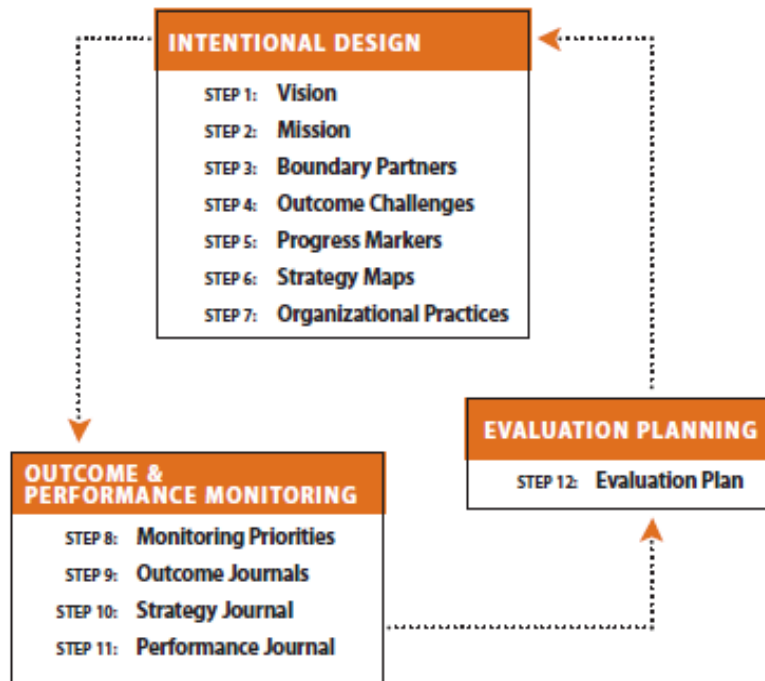 INTENTIONAL DESIGN
STEP 1: Vision
STEP 2: Mission
STEP 3: Boundary Partners
STEP 4: Outcome Challenges
STEP 5: Progress Markers
STEP 6: Strategy Maps
STEP 7: Organizational Practices
OUTCOME &
PERFORMANCE MONITORING
STEP 8: Monitoring Priorities
STEP 9: Outcome Journals
STEP 10: Strategy Journal
STEP 11: Performance Journal
EVALUATION PLANNING
STEP 12: Evaluation Plan